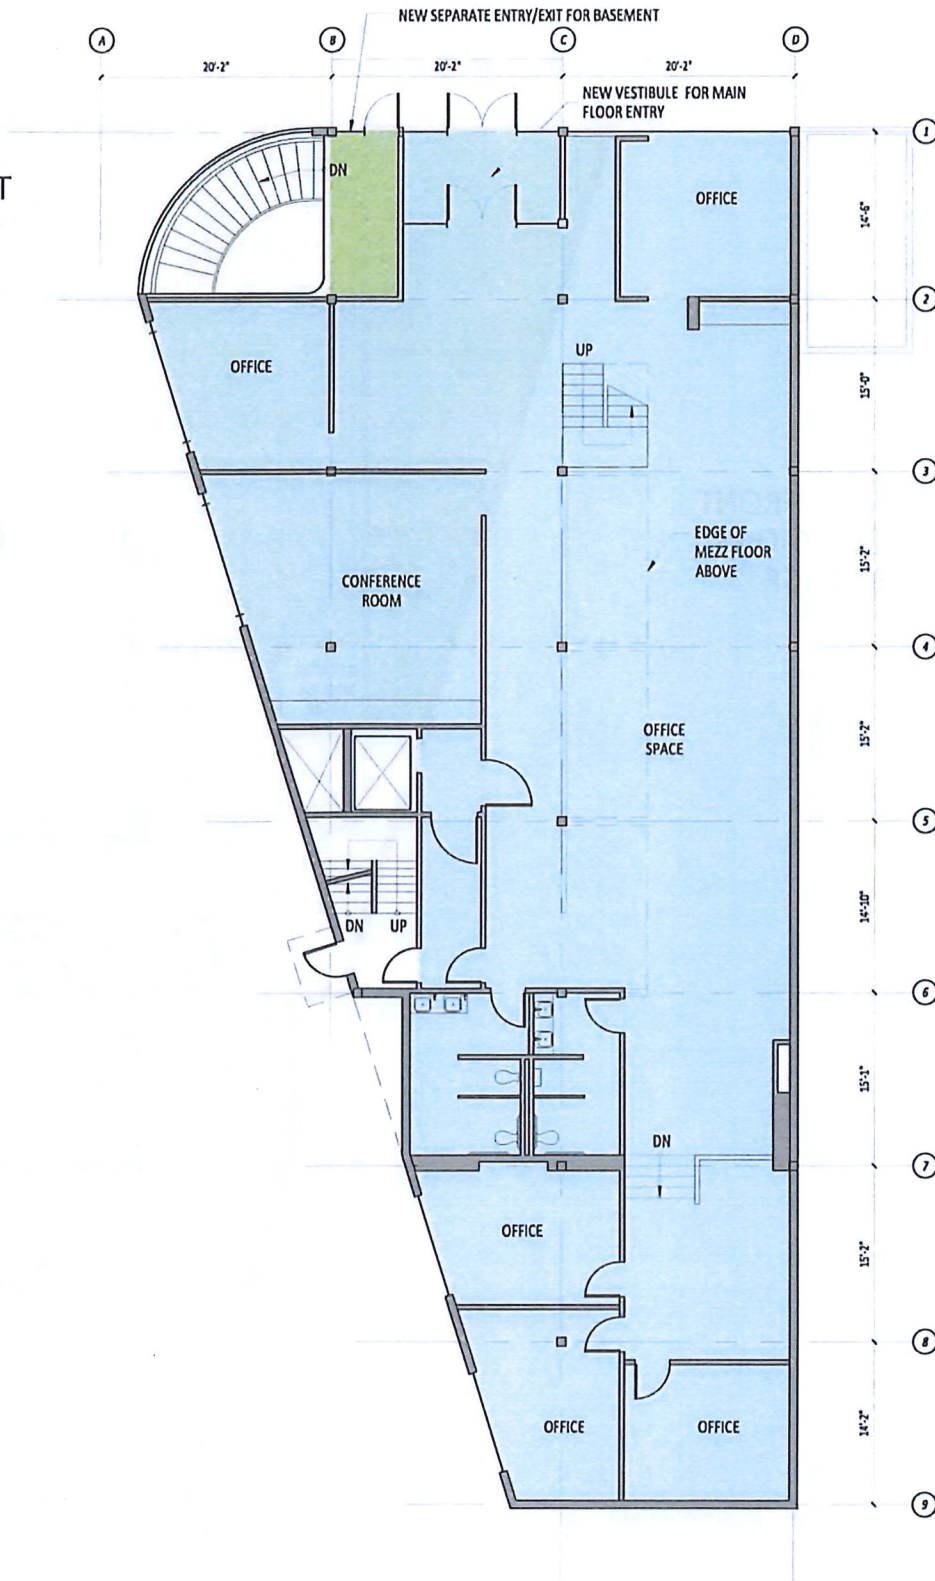 NEW SEPARATE ENTRY/EXIT FOR BASEMENT
A
B
C
D
20'-2"
20'-2"
20'-2"
NEW VESTIBULE FOR MAIN
FLOOR ENTRY
1
T
DN
OFFICE
14'-6"
2
UP
OFFICE
15'-0"
3
EDGE OF
MEZZ FLOOR
ABOVE
15'-2"
CONFERENCE
ROOM
4
OFFICE
SPACE
15'-2"
5
14'-10"
DN
UP
6
15'-1"
DN
7
OFFICE
15'-2"
8
OFFICE
OFFICE
14'-2"
9